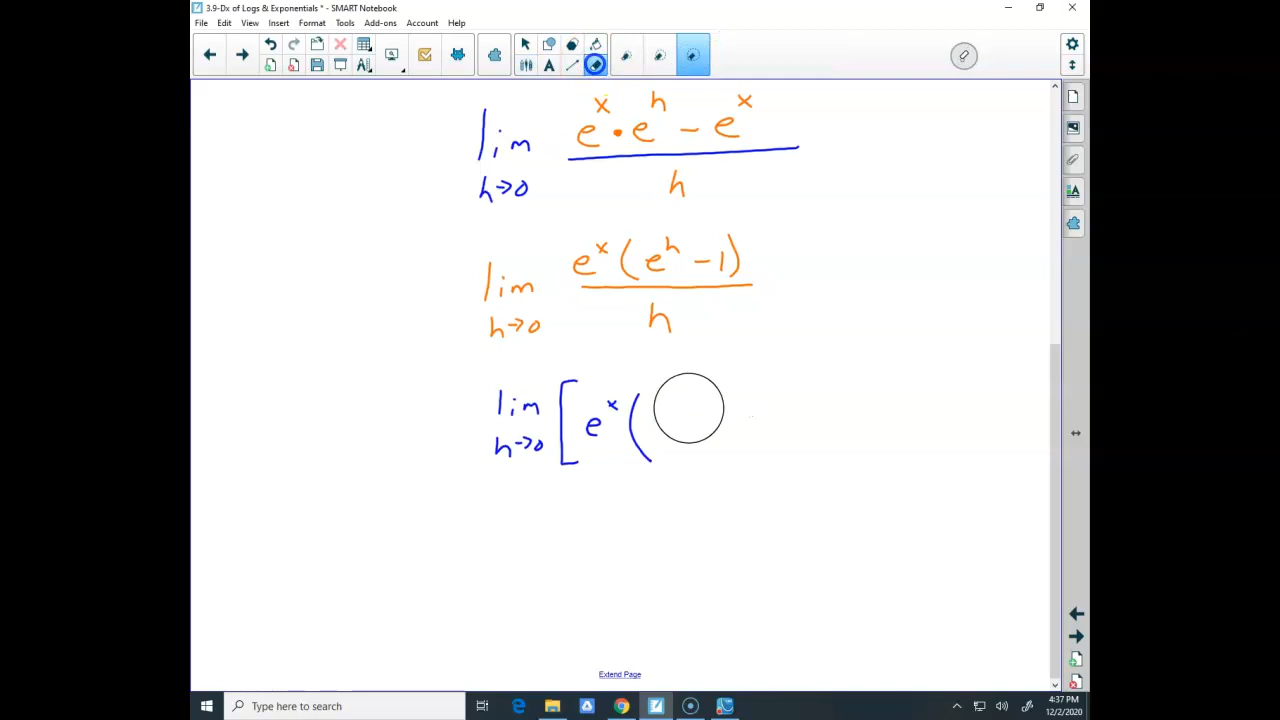 3.9-Dx of Logs & Exponentials * - SMART Notebook
File Edit View Insert Format Tools Add-ons Account Help
lim h→0 (e^x • e^h − e^x) / h
lim h→0 e^x (e^h − 1) / h
lim h→0 [ e^x (
Extend Page
Type here to search
4:37 PM
12/2/2020